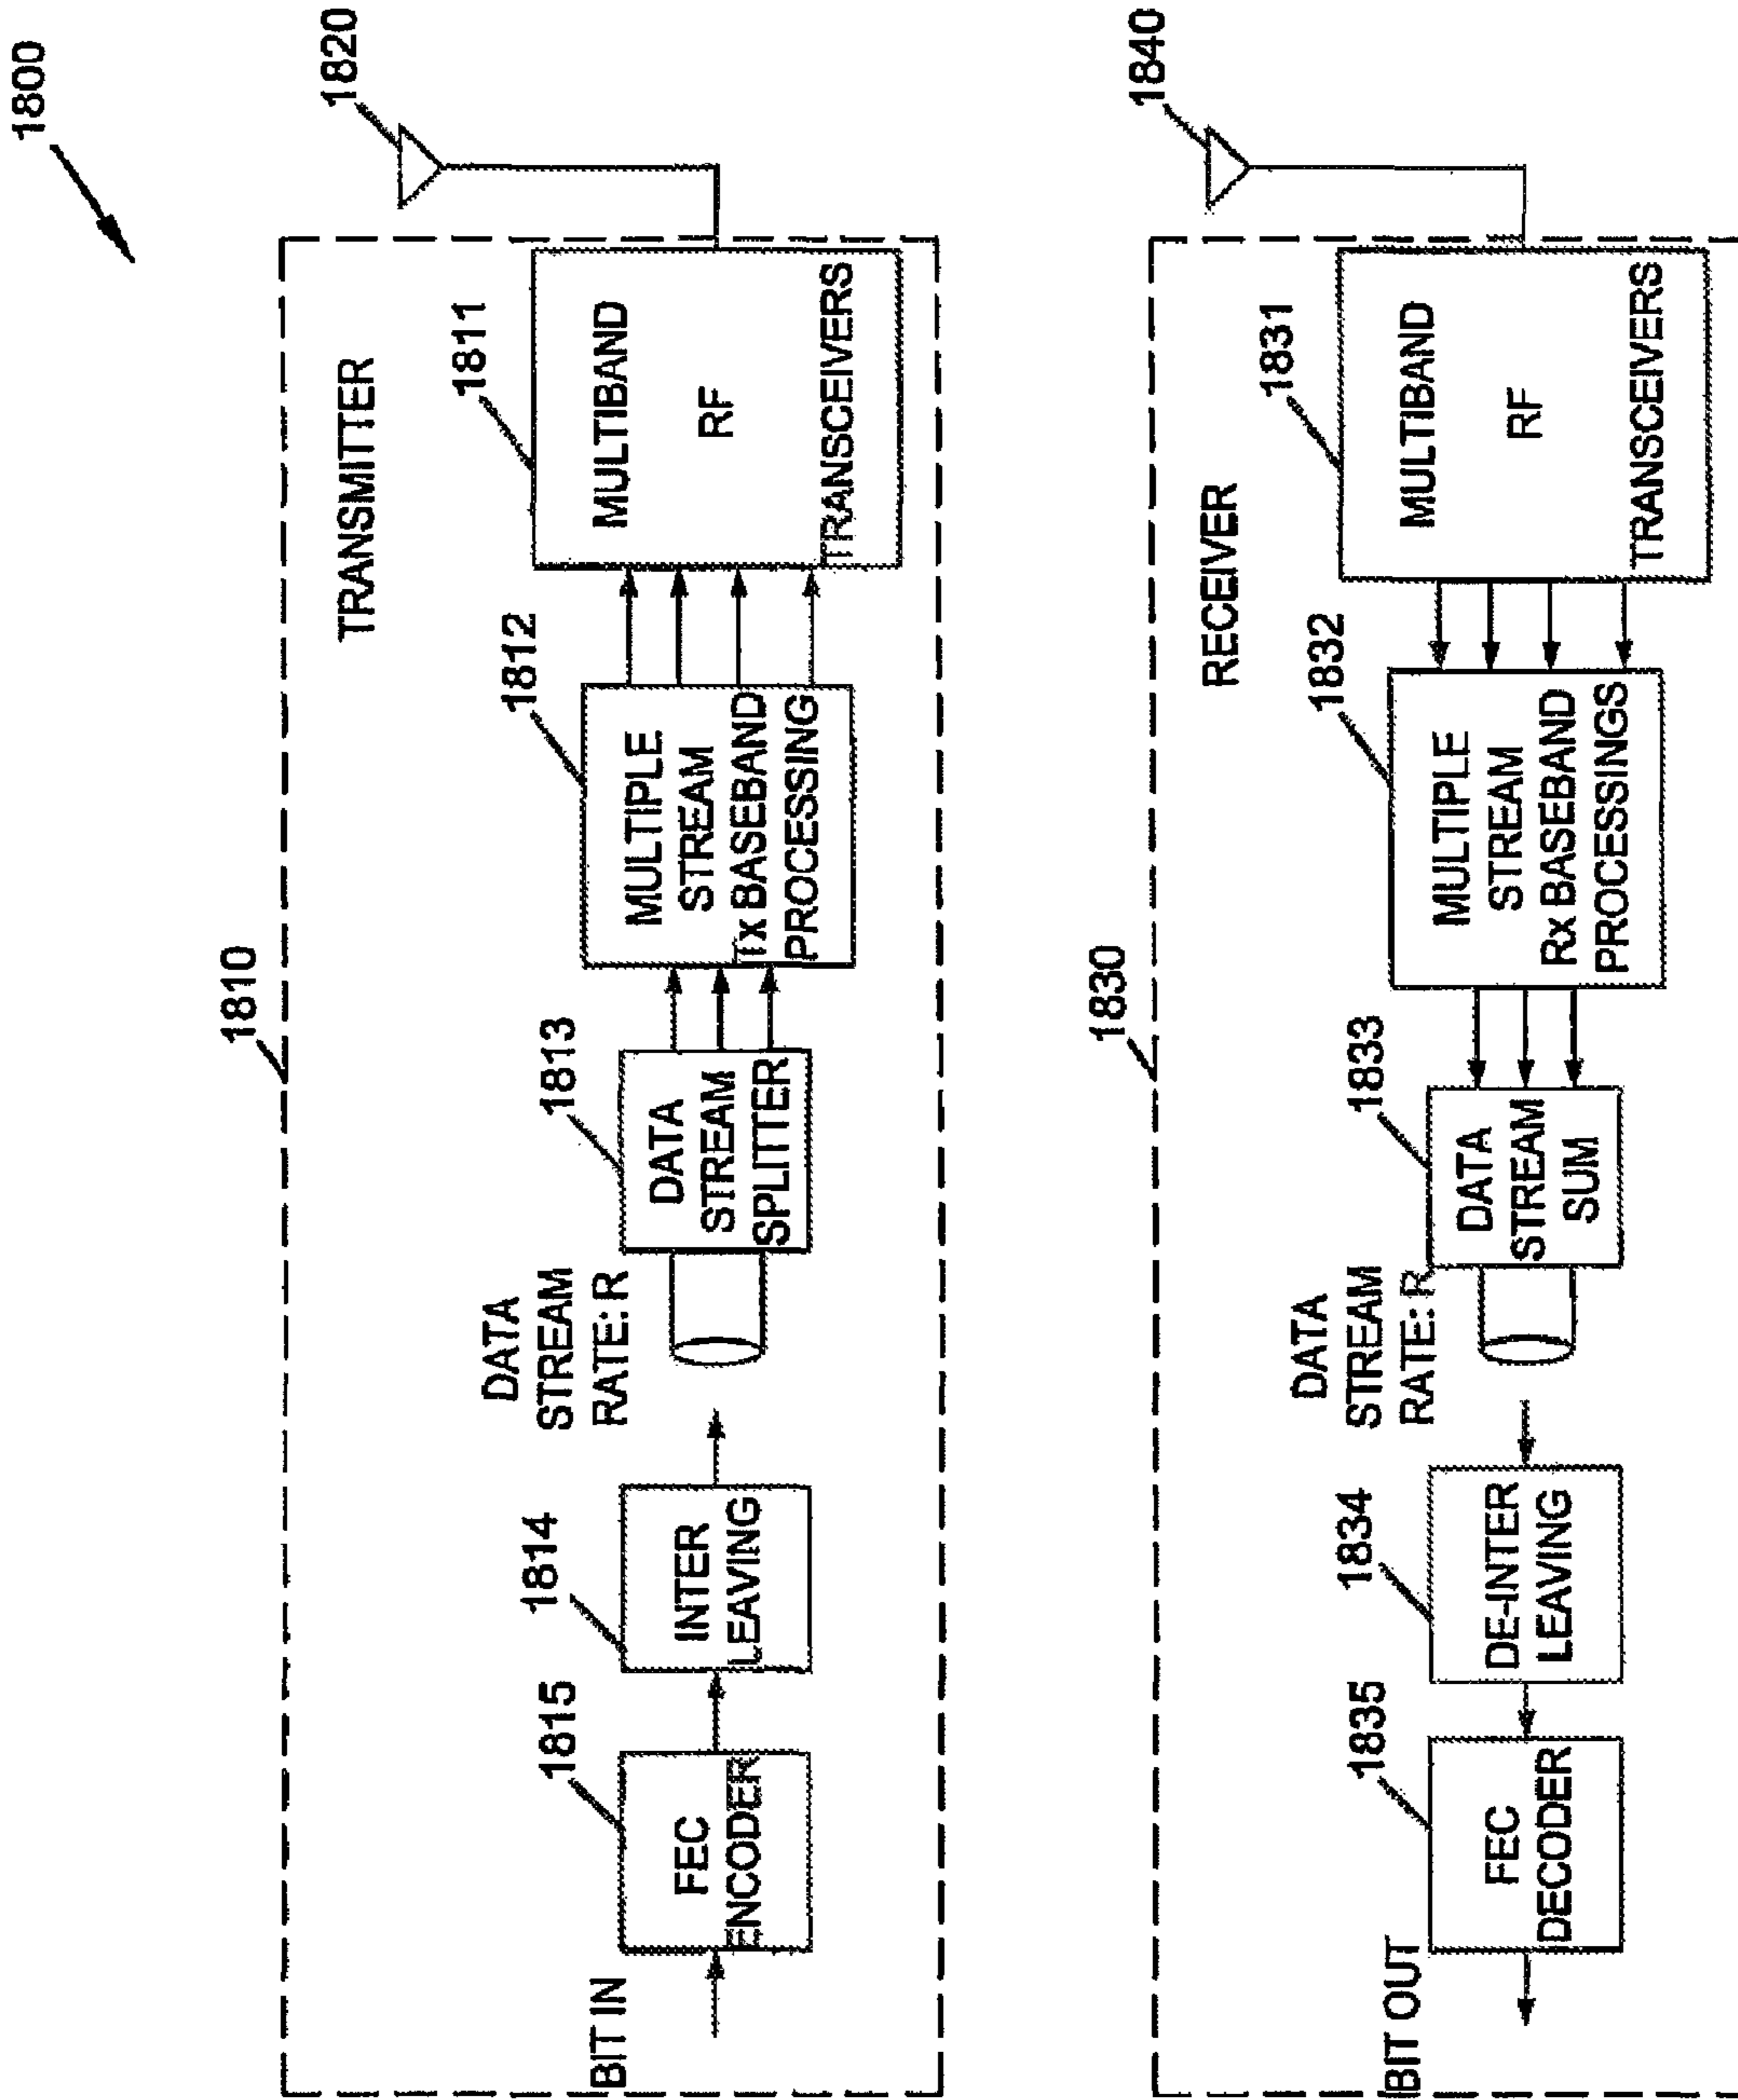 1800
1810
TRANSMITTER
1820
BIT IN
1815
FEC
ENCODER
1814
INTER
LEAVING
DATA
STREAM
RATE: R
1813
DATA
STREAM
SPLITTER
1812
MULTIPLE
STREAM
Tx BASEBAND
PROCESSING
1811
MULTIBAND
RF
TRANSCEIVERS
1830
RECEIVER
1840
BIT OUT
1835
FEC
DECODER
1834
DE-INTER
LEAVING
DATA
STREAM
RATE: R
1833
DATA
STREAM
SUM
1832
MULTIPLE
STREAM
Rx BASEBAND
PROCESSINGS
1831
MULTIBAND
RF
TRANSCEIVERS